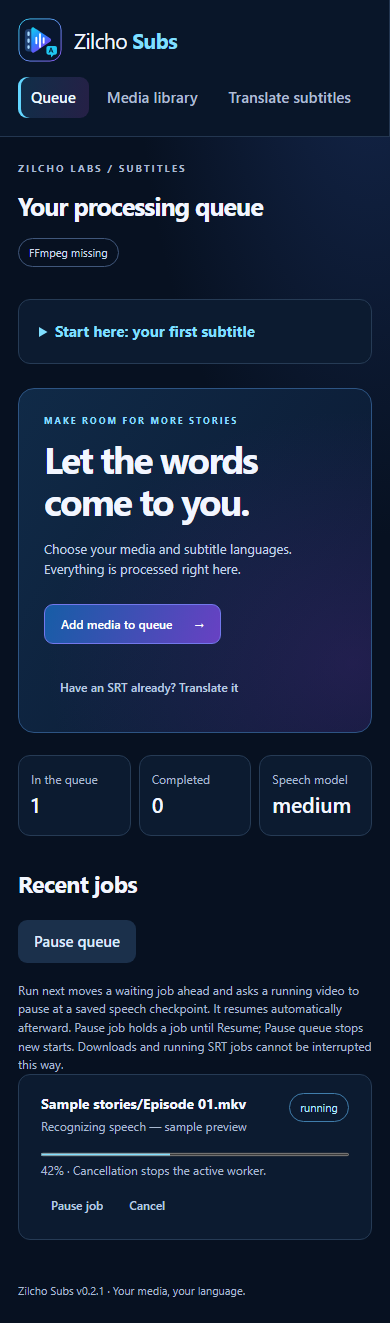 Zilcho Subs
Queue
Media library
Translate subtitles
ZILCHO LABS / SUBTITLES
Your processing queue
FFmpeg missing
▶ Start here: your first subtitle
MAKE ROOM FOR MORE STORIES
Let the words
come to you.
Choose your media and subtitle languages.
Everything is processed right here.
Add media to queue →
Have an SRT already? Translate it
In the queue
1
Completed
0
Speech model
medium
Recent jobs
Pause queue
Run next moves a waiting job ahead and asks a running video to
pause at a saved speech checkpoint. It resumes automatically
afterward. Pause job holds a job until Resume; Pause queue stops
new starts. Downloads and running SRT jobs cannot be interrupted
this way.
Sample stories/Episode 01.mkv
running
Recognizing speech — sample preview
42% · Cancellation stops the active worker.
Pause job
Cancel
Zilcho Subs v0.2.1 · Your media, your language.